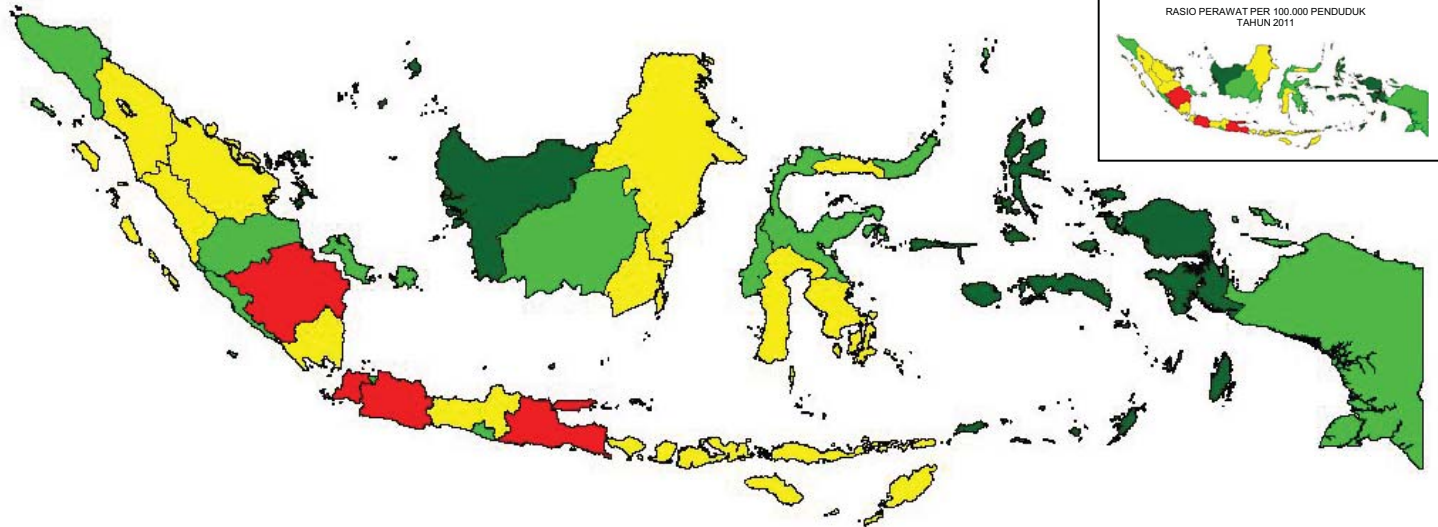 RASIO PERAWAT PER 100.000 PENDUDUK
TAHUN 2011